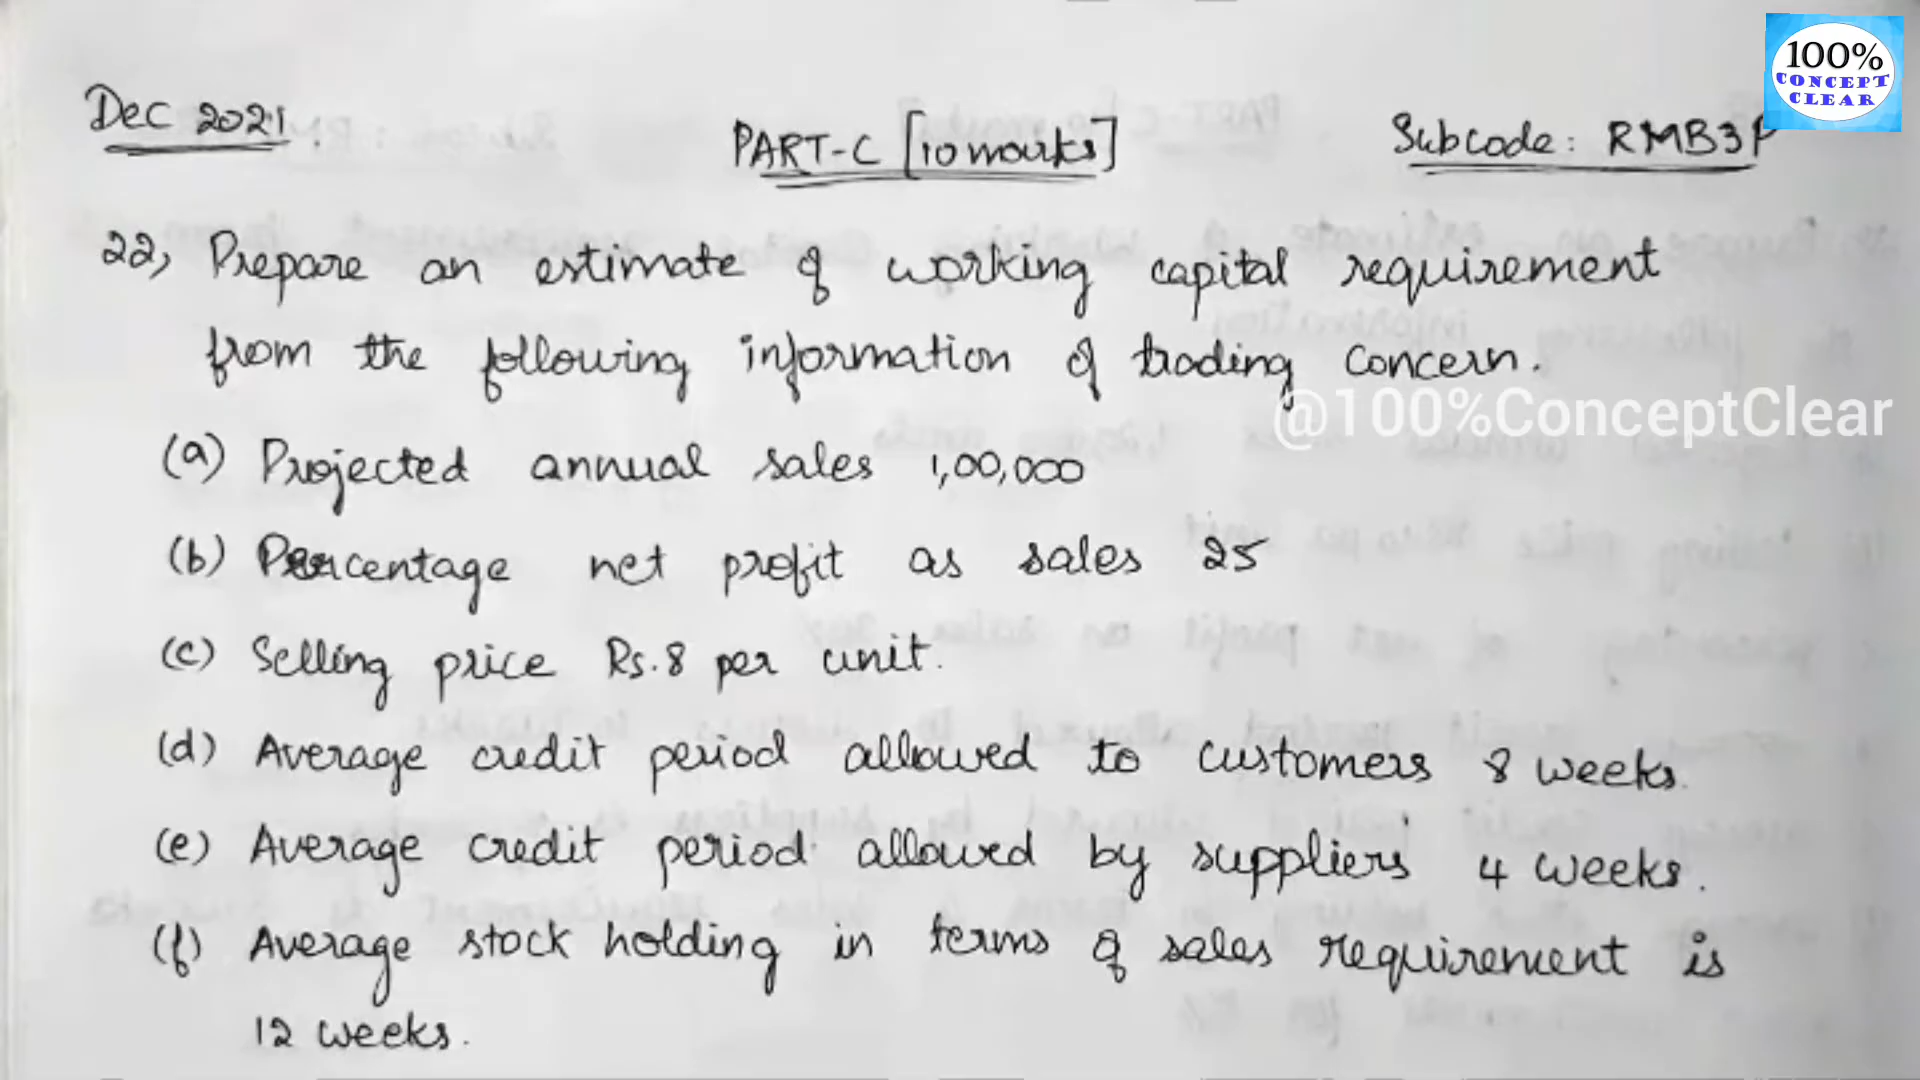 100%
CONCEPT
CLEAR
Dec 2021
PART-C [10 marks]
Subcode: RMB3
22, Prepare an estimate of working capital requirement
from the following information of trading concern.
@100%ConceptClear
(a) Projected annual sales 1,00,000
(b) Percentage net profit as sales 25
(c) Selling price Rs.8 per unit.
(d) Average credit period allowed to customers 8 weeks.
(e) Average credit period allowed by suppliers 4 weeks.
(f) Average stock holding in terms of sales requirement is
12 weeks.